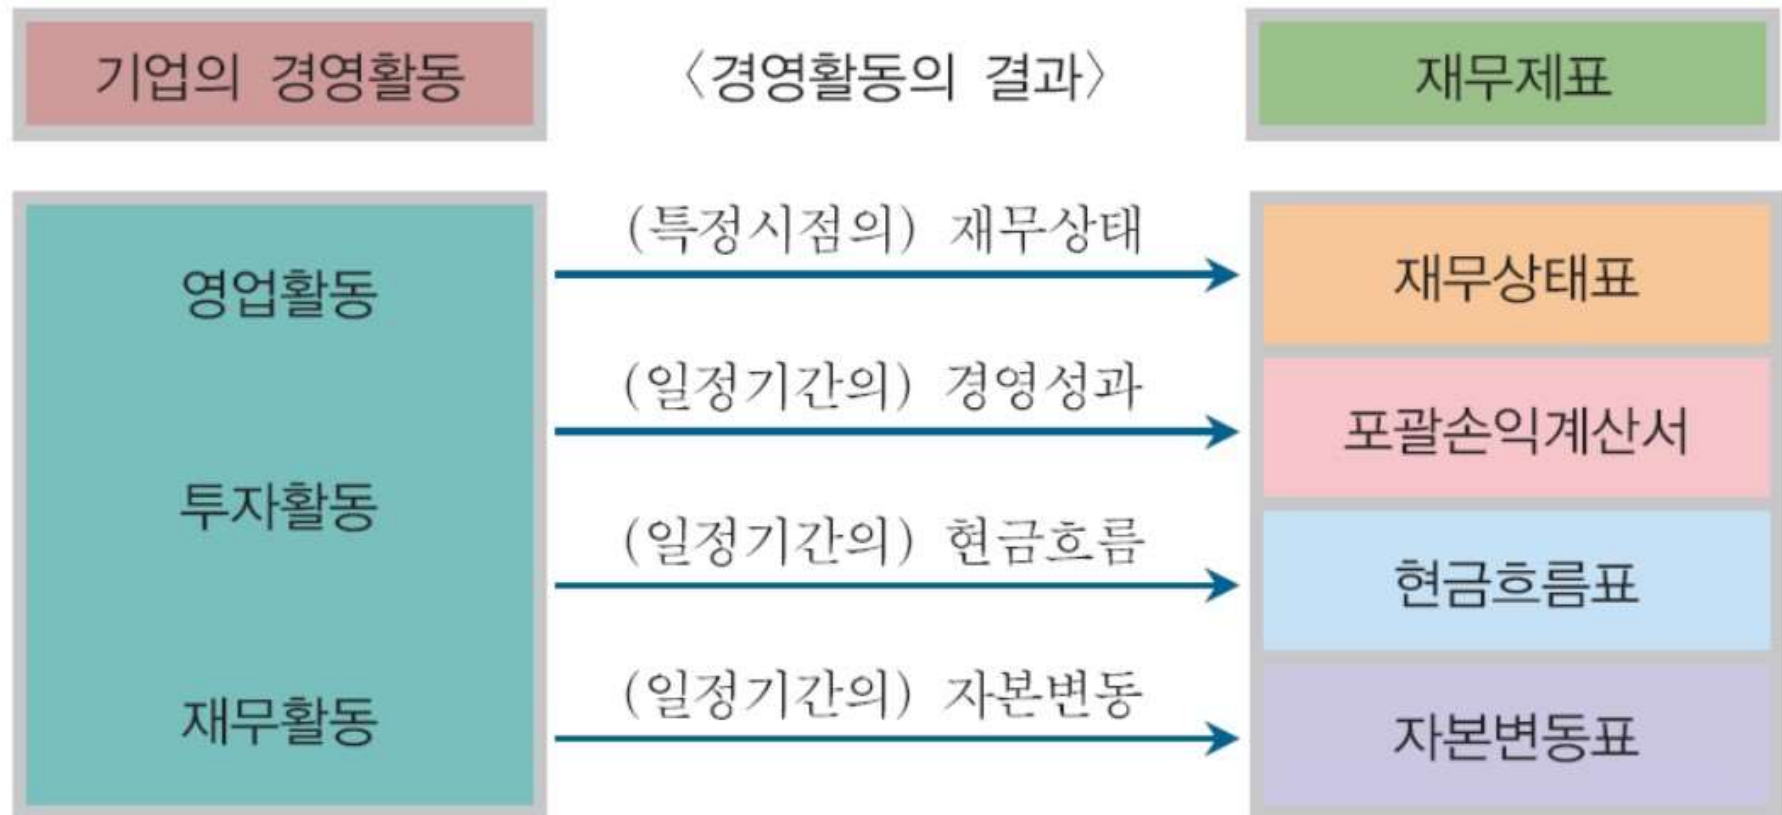 기업의 경영활동
〈경영활동의 결과〉
재무제표
영업활동
투자활동
재무활동
(특정시점의) 재무상태
(일정기간의) 경영성과
(일정기간의) 현금흐름
(일정기간의) 자본변동
재무상태표
포괄손익계산서
현금흐름표
자본변동표